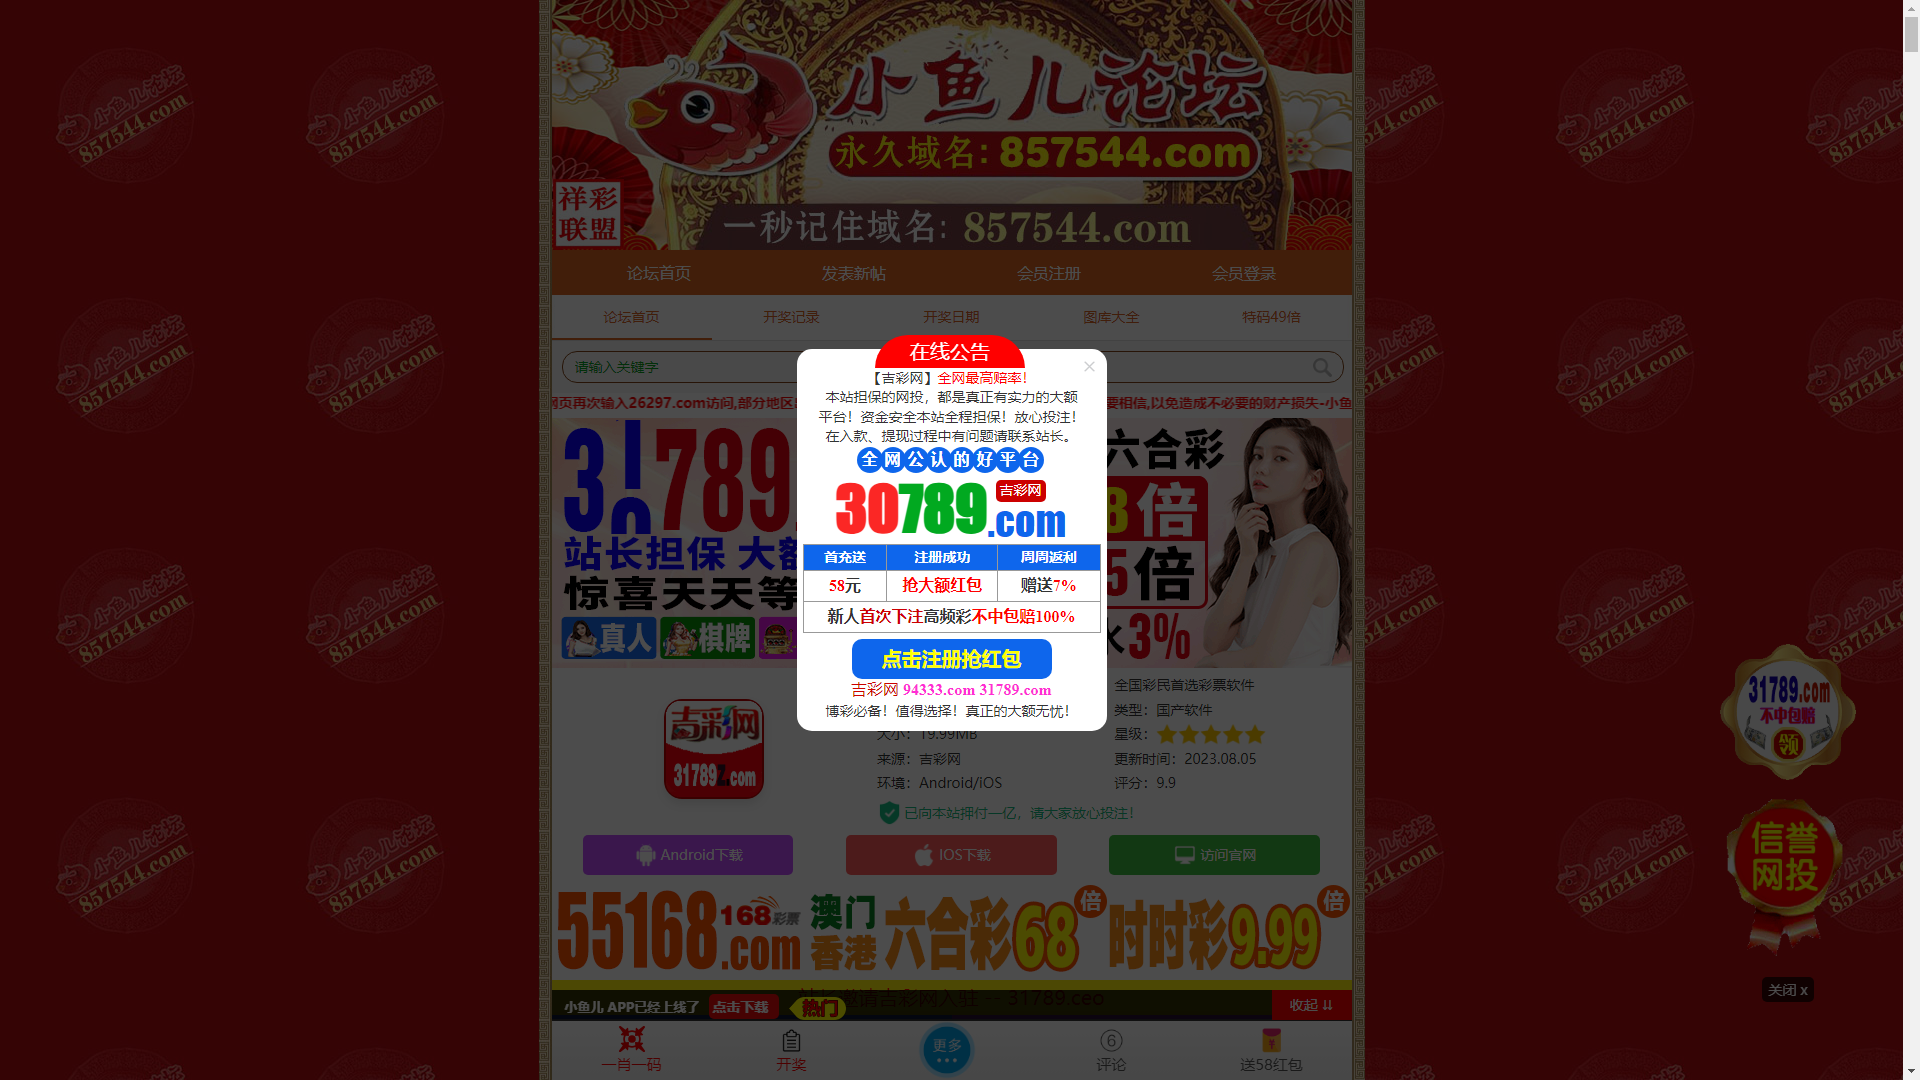 小鱼儿论坛
永久域名: 857544.com
祥彩
联盟
一秒记住域名: 857544.com
论坛首页 发表新帖 会员注册 会员登录
论坛首页 开奖记录 开奖日期 图库大全 特码49倍
请输入关键字
网页再次输入26297.com访问,部分地区
要相信,以免造成不必要的财产损失-小鱼
在线公告
【吉彩网】全网最高赔率！
本站担保的网投，都是真正有实力的大额
平台！资金安全本站全程担保！放心投注！
在入款、提现过程中有问题请联系站长。
全网公认的好平台
30789.com 吉彩网
首充送 注册成功 周周返利
58元 抢大额红包 赠送7%
新人首次下注高频彩不中包赔100%
点击注册抢红包
吉彩网 94333.com 31789.com
博彩必备！值得选择！真正的大额无忧！
789
站长担保 大额
惊喜天天等
真人 棋牌
六合彩
倍
倍
3%
吉彩网
31789Z.com
大小：19.99MB
来源：吉彩网
环境：Android/iOS
全国彩民首选彩票软件
类型：国产软件
星级：
更新时间：2023.08.05
评分：9.9
已向本站押付一亿，请大家放心投注！
Android下载 IOS下载 访问官网
55168.com 168彩票 澳门 香港 六合彩68倍 时时彩9.99倍
站长邀请吉彩网入驻 -- 31789.ceo
小鱼儿 APP已经上线了 点击下载 热门 收起
一肖一码 开奖 更多 6 评论 送58红包
31789.com
不中包赔
领
信誉
网投
关闭 x
小鱼儿论坛
857544.com